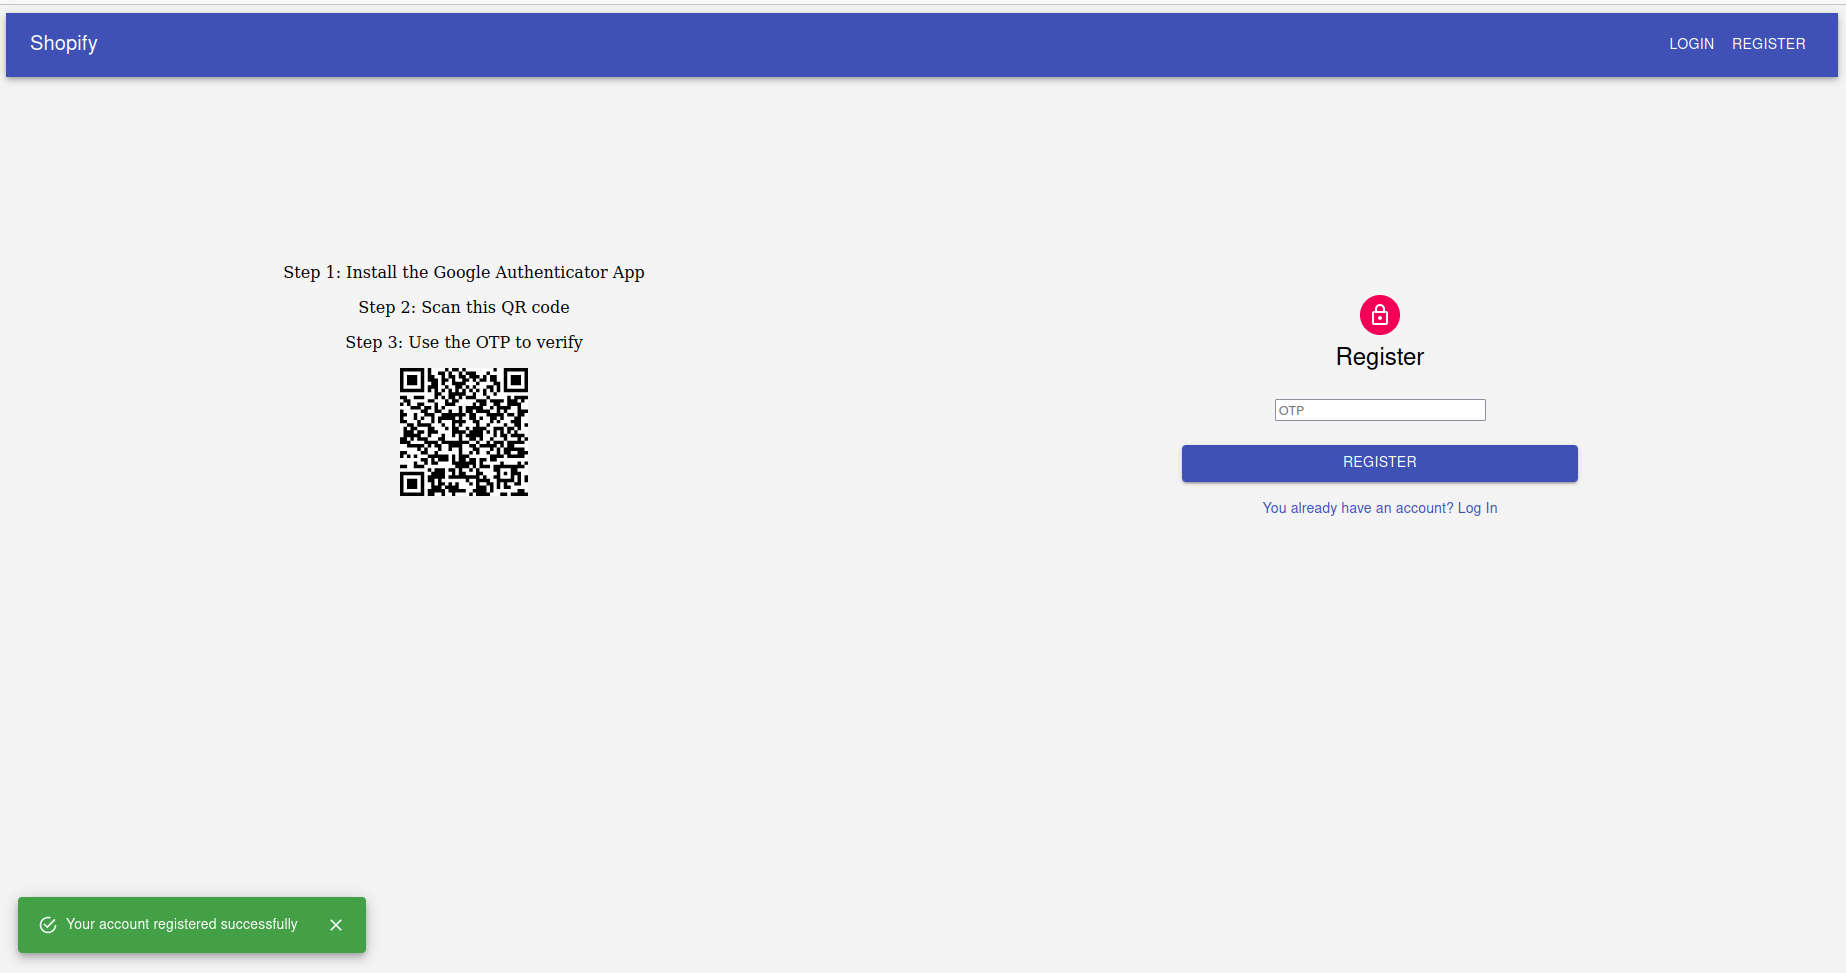 Shopify
LOGIN REGISTER
Step 1: Install the Google Authenticator App
Step 2: Scan this QR code
Step 3: Use the OTP to verify
Register
OTP
REGISTER
You already have an account? Log In
Your account registered successfully